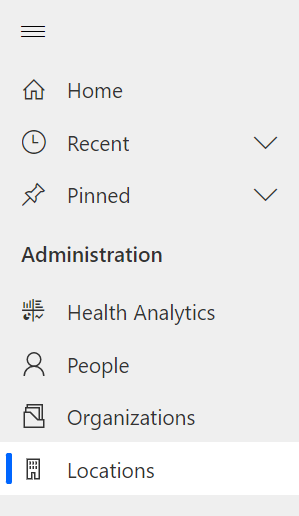 Home
Recent
Pinned
Administration
Health Analytics
People
Organizations
Locations